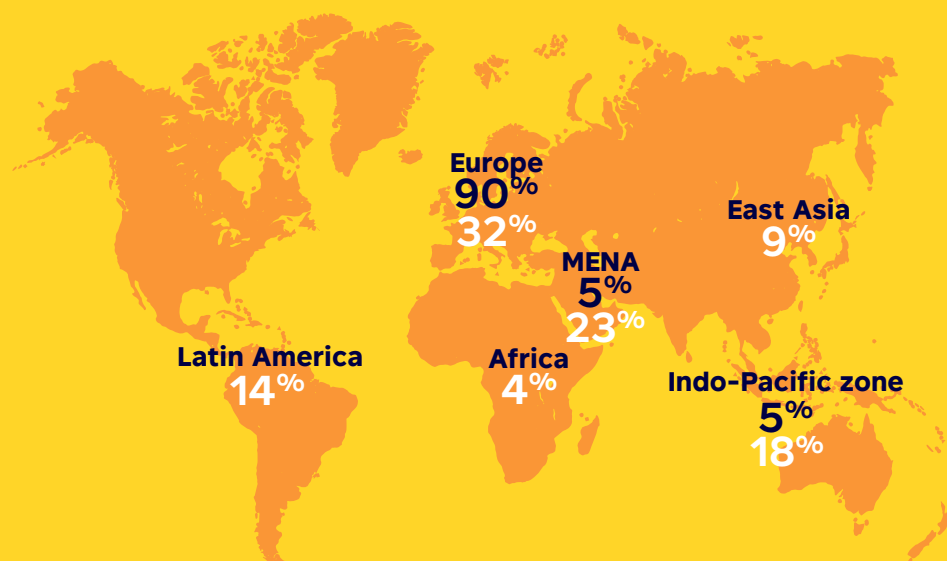 Europe
90%
32%
East Asia
9%
MENA
5%
23%
Latin America
14%
Africa
4%
Indo-Pacific zone
5%
18%